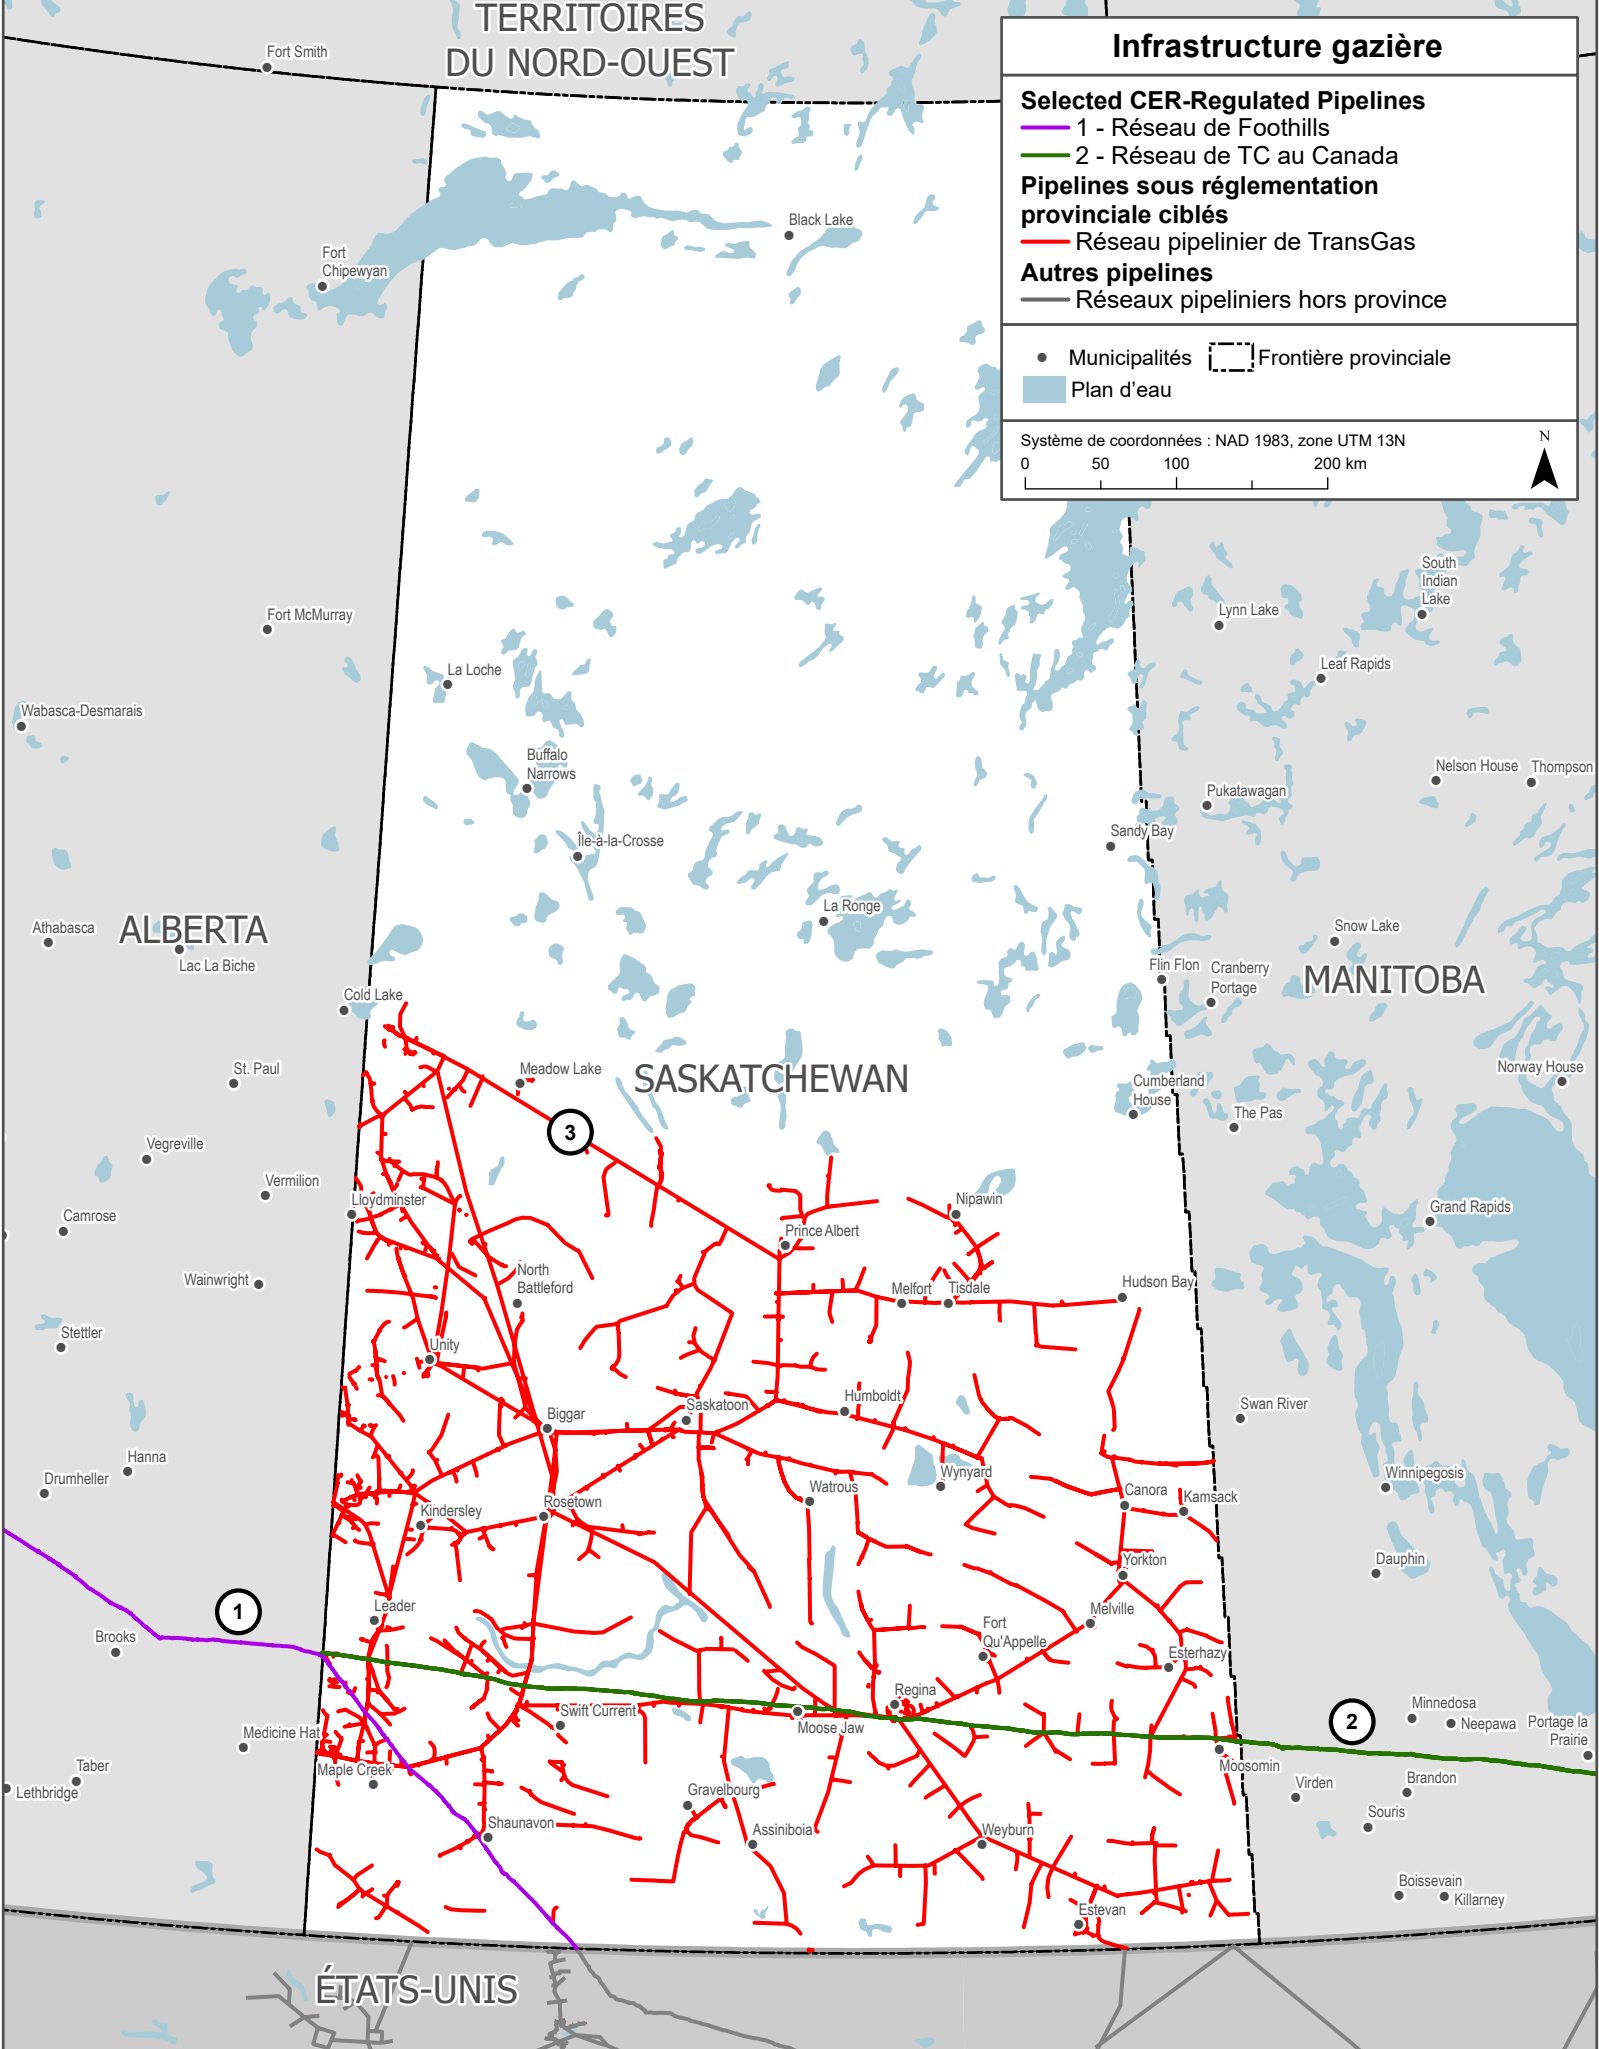 TERRITOIRES
DU NORD-OUEST
Infrastructure gazière
Selected CER-Regulated Pipelines
1 - Réseau de Foothills
2 - Réseau de TC au Canada
Pipelines sous réglementation
provinciale ciblés
Réseau pipelinier de TransGas
Autres pipelines
Réseaux pipeliniers hors province
Municipalités
Frontière provinciale
Plan d'eau
Système de coordonnées : NAD 1983, zone UTM 13N
0 50 100 200 km
N
Fort Smith
Black Lake
Fort
Chipewyan
South
Indian
Lake
Lynn Lake
Fort McMurray
La Loche
Leaf Rapids
Wabasca-Desmarais
Buffalo
Narrows
Nelson House
Thompson
Pukatawagan
Sandy Bay
Île-à-la-Crosse
La Ronge
Athabasca
ALBERTA
Lac La Biche
Snow Lake
Flin Flon
Cranberry
Portage
MANITOBA
Cold Lake
St. Paul
Meadow Lake
SASKATCHEWAN
Norway House
Cumberland
House
The Pas
3
Vegreville
Vermilion
Lloydminster
Nipawin
Camrose
Grand Rapids
Prince Albert
Wainwright
North
Battleford
Melfort
Tisdale
Hudson Bay
Stettler
Unity
Humboldt
Saskatoon
Biggar
Swan River
Hanna
Drumheller
Wynyard
Winnipegosis
Watrous
Canora
Kamsack
Kindersley
Rosetown
Yorkton
Dauphin
1
Leader
Brooks
Melville
Fort
Qu'Appelle
Esterhazy
Regina
Swift Current
Moose Jaw
2
Minnedosa
Neepawa
Portage la
Prairie
Medicine Hat
Maple Creek
Taber
Lethbridge
Moosomin
Virden
Brandon
Souris
Gravelbourg
Shaunavon
Assiniboia
Weyburn
Boissevain
Killarney
Estevan
ÉTATS-UNIS